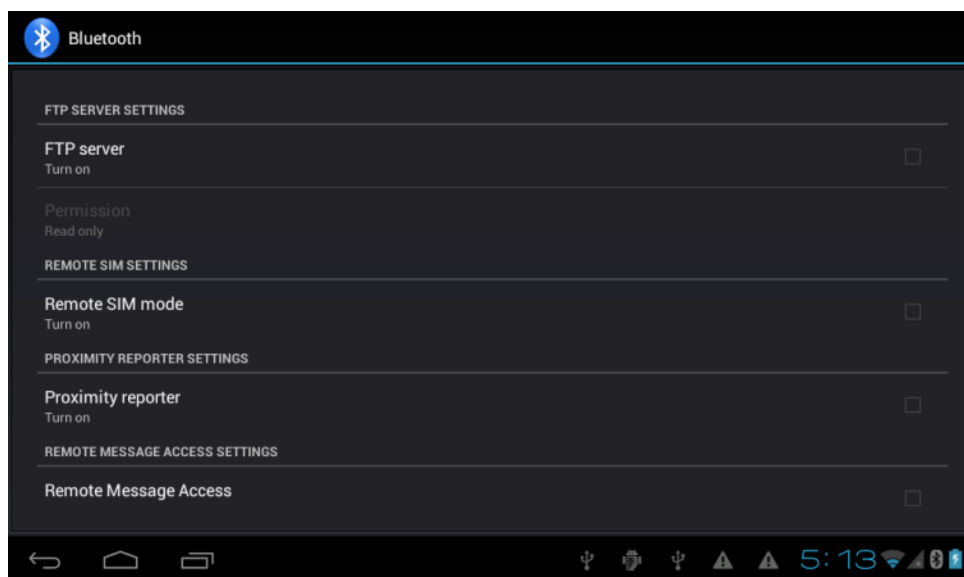 Bluetooth
FTP SERVER SETTINGS
FTP server
Turn on
Permission
Read only
REMOTE SIM SETTINGS
Remote SIM mode
Turn on
PROXIMITY REPORTER SETTINGS
Proximity reporter
Turn on
REMOTE MESSAGE ACCESS SETTINGS
Remote Message Access
5:13